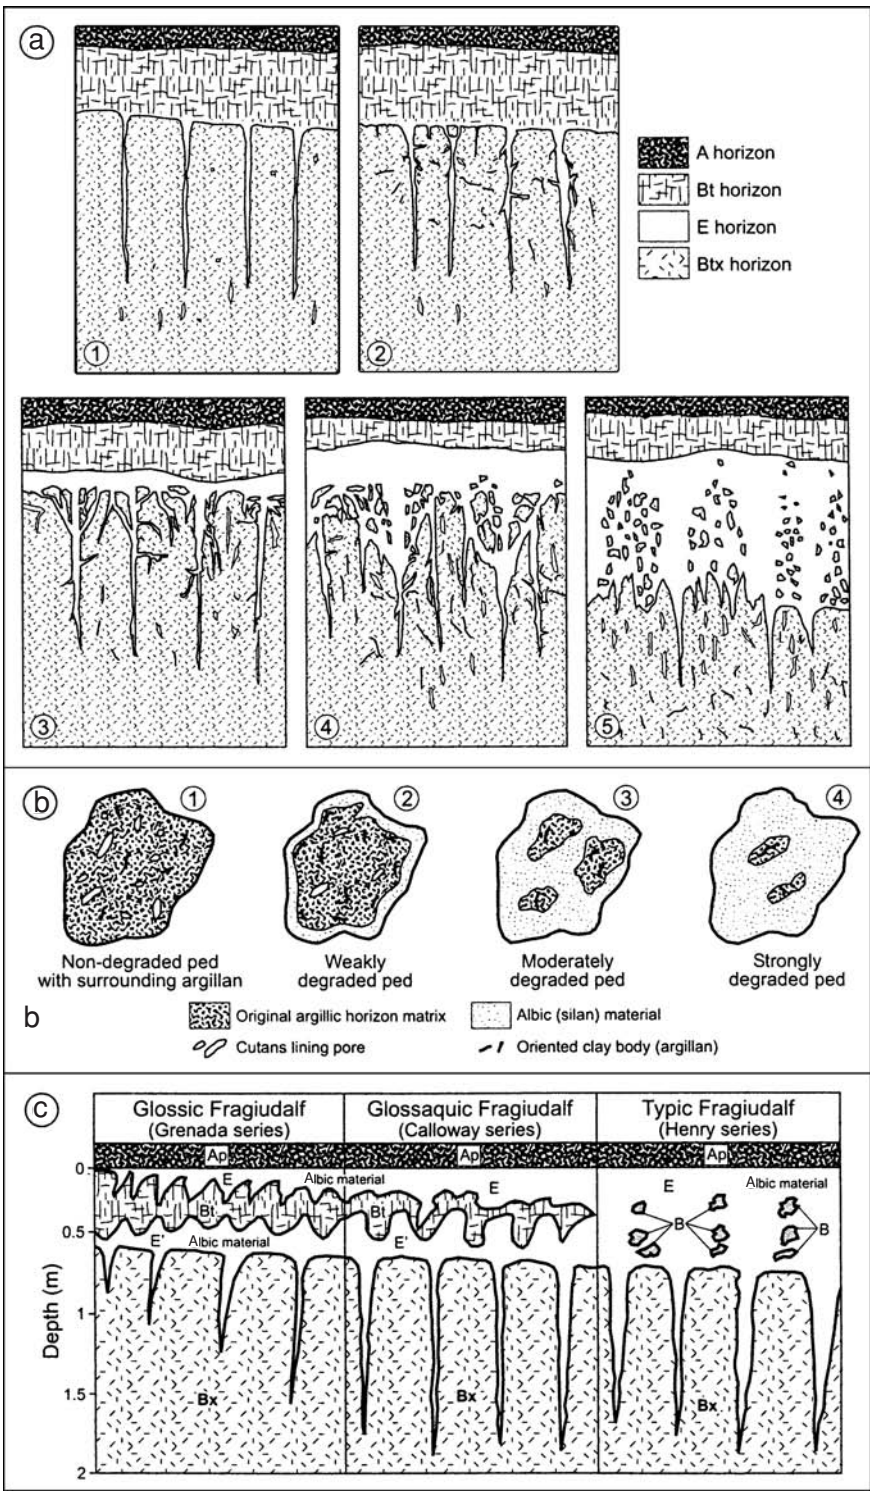 a
A horizon
Bt horizon
E horizon
Btx horizon
1
2
3
4
5
b
1
2
3
4
Non-degraded ped
with surrounding argillan
Weakly
degraded ped
Moderately
degraded ped
Strongly
degraded ped
b
Original argillic horizon matrix
Albic (silan) material
Cutans lining pore
Oriented clay body (argillan)
c
Glossic Fragiudalf
(Grenada series)
Glossaquic Fragiudalf
(Calloway series)
Typic Fragiudalf
(Henry series)
Ap
Ap
Ap
0
E
Albic material
E
E
Albic material
Bt
Bt
B
B
0.5
E'
Albic material
E'
Depth (m)
1
1.5
Bx
Bx
Bx
2